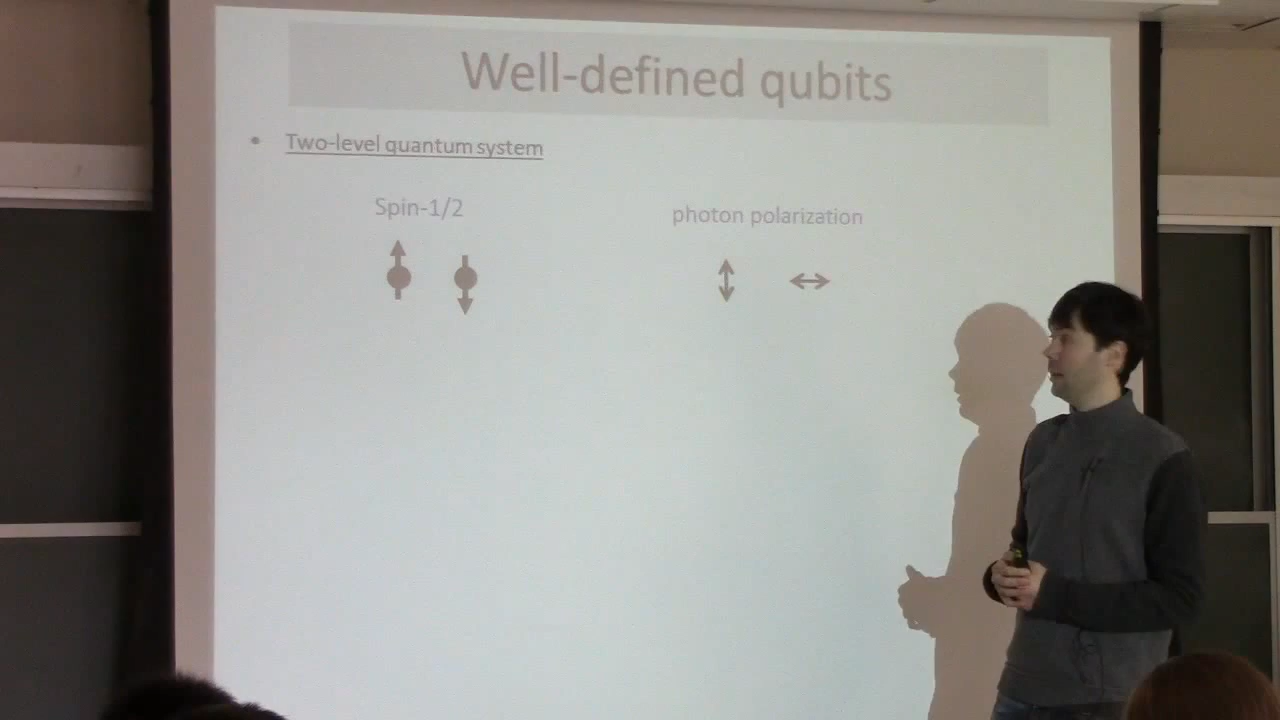 Well-defined qubits
• Two-level quantum system
Spin-1/2
photon polarization